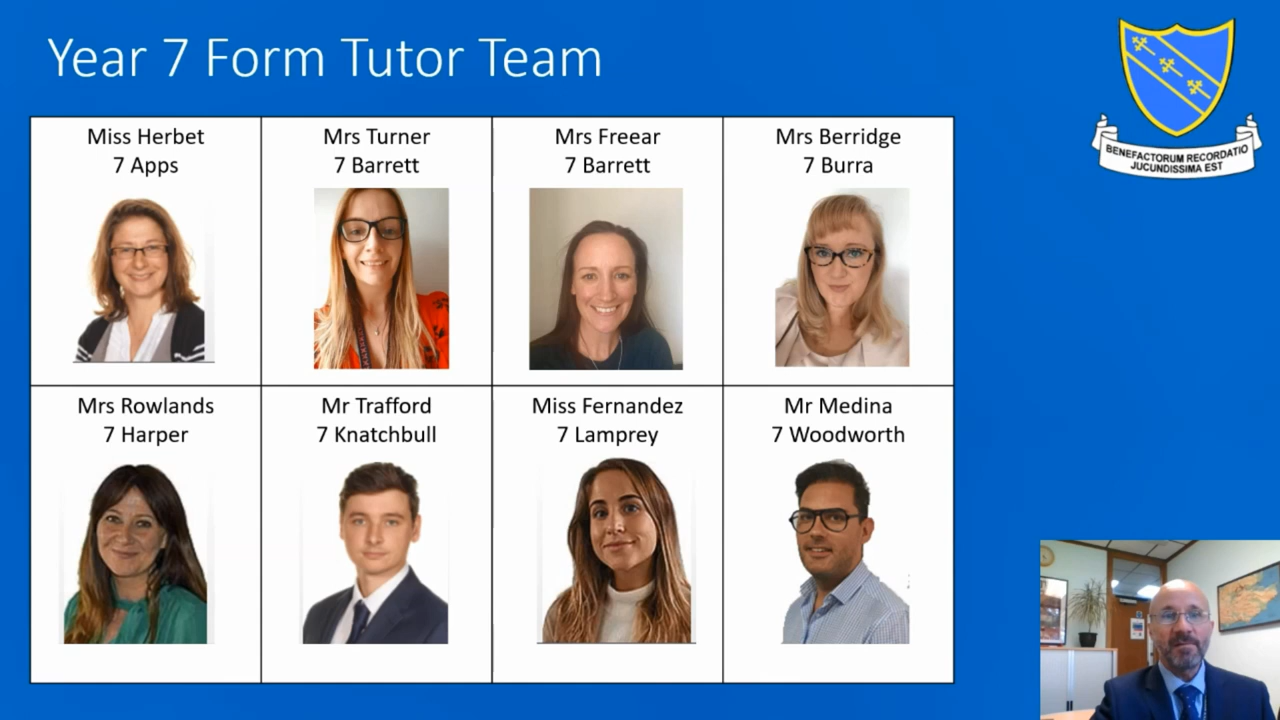 Year 7 Form Tutor Team
Miss Herbet
7 Apps
Mrs Turner
7 Barrett
Mrs Freear
7 Barrett
Mrs Berridge
7 Burra
Mrs Rowlands
7 Harper
Mr Trafford
7 Knatchbull
Miss Fernandez
7 Lamprey
Mr Medina
7 Woodworth
BENEFACTORUM RECORDATIO
JUCUNDISSIMA EST